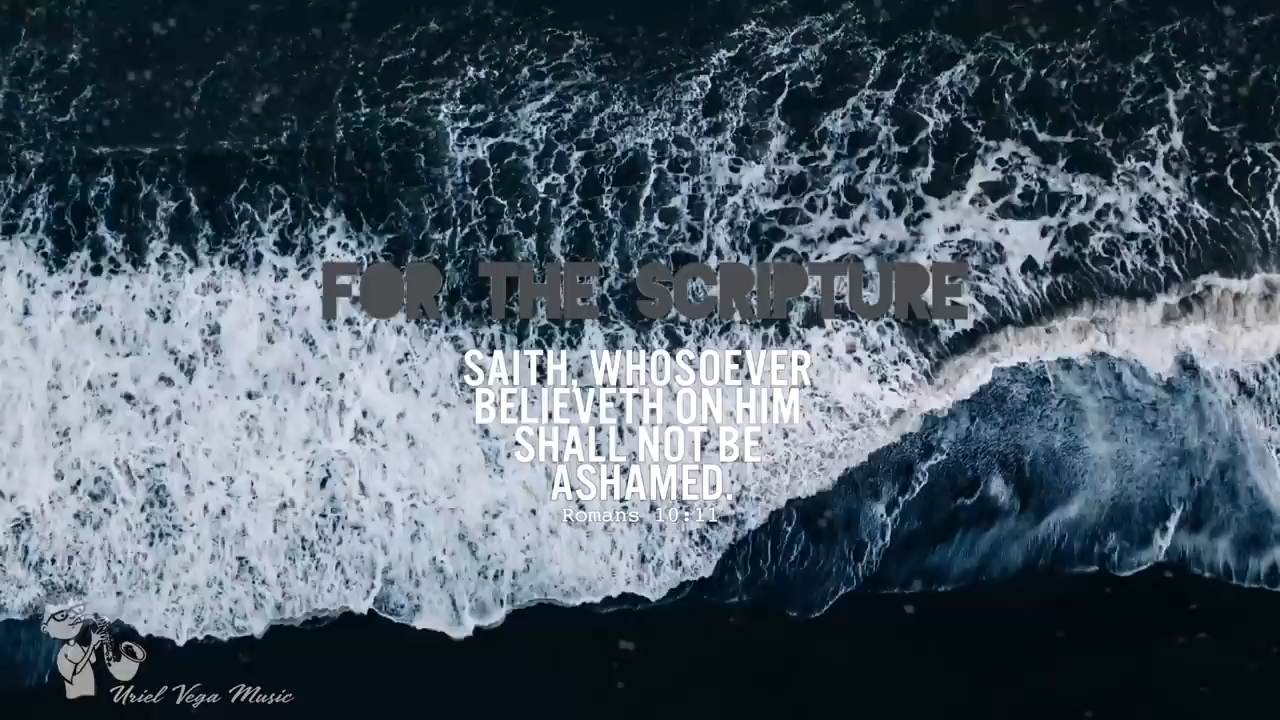 FOR THE SCRIPTURE
SAITH, WHOSOEVER
BELIEVETH ON HIM
SHALL NOT BE
ASHAMED.
Romans 10:11
Uriel Vega Music